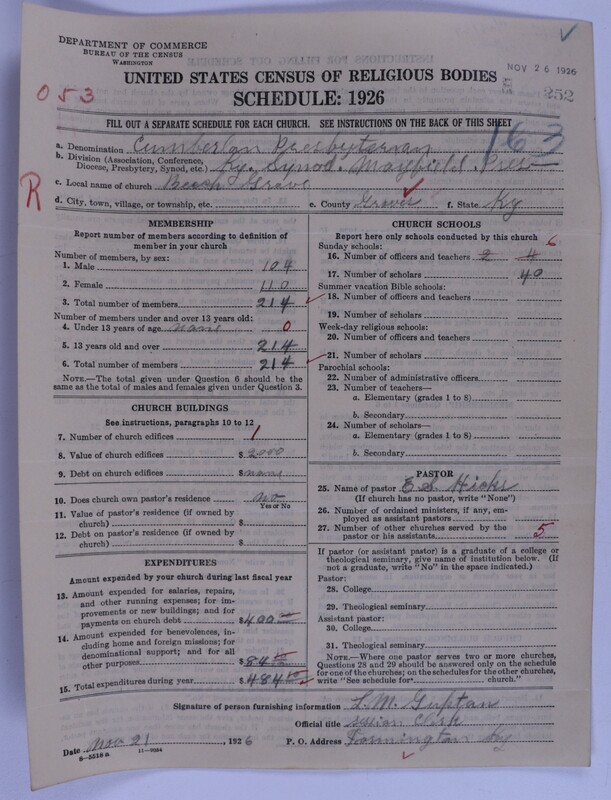 DEPARTMENT OF COMMERCE
BUREAU OF THE CENSUS
WASHINGTON
NOV 26 1926
252
UNITED STATES CENSUS OF RELIGIOUS BODIES
053
SCHEDULE: 1926
FILL OUT A SEPARATE SCHEDULE FOR EACH CHURCH. SEE INSTRUCTIONS ON THE BACK OF THIS SHEET
163
a. Denomination Cumberlan Presbyterian
b. Division (Association, Conference, Diocese, Presbytery, Synod, etc.) Ky. Synod. Mayfield Pres
R
c. Local name of church Beech Grove
d. City, town, village, or township, etc. e. County Graves f. State Ky
MEMBERSHIP
Report number of members according to definition of member in your church
Number of members, by sex:
1. Male 104
2. Female 110
3. Total number of members 214
Number of members under and over 13 years old:
4. Under 13 years of age none 0
5. 13 years old and over 214
6. Total number of members 214
NOTE.—The total given under Question 6 should be the same as the total of males and females given under Question 3.
CHURCH BUILDINGS
See instructions, paragraphs 10 to 12
7. Number of church edifices 1
8. Value of church edifices $ 2000
9. Debt on church edifices $ none
10. Does church own pastor's residence no
Yes or No
11. Value of pastor's residence (if owned by church) $
12. Debt on pastor's residence (if owned by church) $
EXPENDITURES
Amount expended by your church during last fiscal year
13. Amount expended for salaries, repairs, and other running expenses; for improvements or new buildings; and for payments on church debt $ 400
14. Amount expended for benevolences, including home and foreign missions; for denominational support; and for all other purposes $ 84
15. Total expenditures during year $ 484
CHURCH SCHOOLS
Report here only schools conducted by this church
Sunday schools:
6
16. Number of officers and teachers 2 4
17. Number of scholars 40
Summer vacation Bible schools:
18. Number of officers and teachers
19. Number of scholars
Week-day religious schools:
20. Number of officers and teachers
21. Number of scholars
Parochial schools:
22. Number of administrative officers
23. Number of teachers—
a. Elementary (grades 1 to 8)
b. Secondary
24. Number of scholars—
a. Elementary (grades 1 to 8)
b. Secondary
PASTOR
25. Name of pastor E S. Hicks
(If church has no pastor, write "None")
26. Number of ordained ministers, if any, employed as assistant pastors
27. Number of other churches served by the pastor or his assistants 5
If pastor (or assistant pastor) is a graduate of a college or theological seminary, give name of institution below. (If not a graduate, write "No" in the space indicated.)
Pastor:
28. College
29. Theological seminary
Assistant pastor:
30. College
31. Theological seminary
NOTE.—Where one pastor serves two or more churches, Questions 28 and 29 should be answered only on the schedule for one of the churches; on the schedules for the other churches, write "See schedule for church."
Signature of person furnishing information L. M. Guptan
Official title session Clerk
Date Nov 21, 1926 P. O. Address Farmington Ky
8—5518a 11—9034